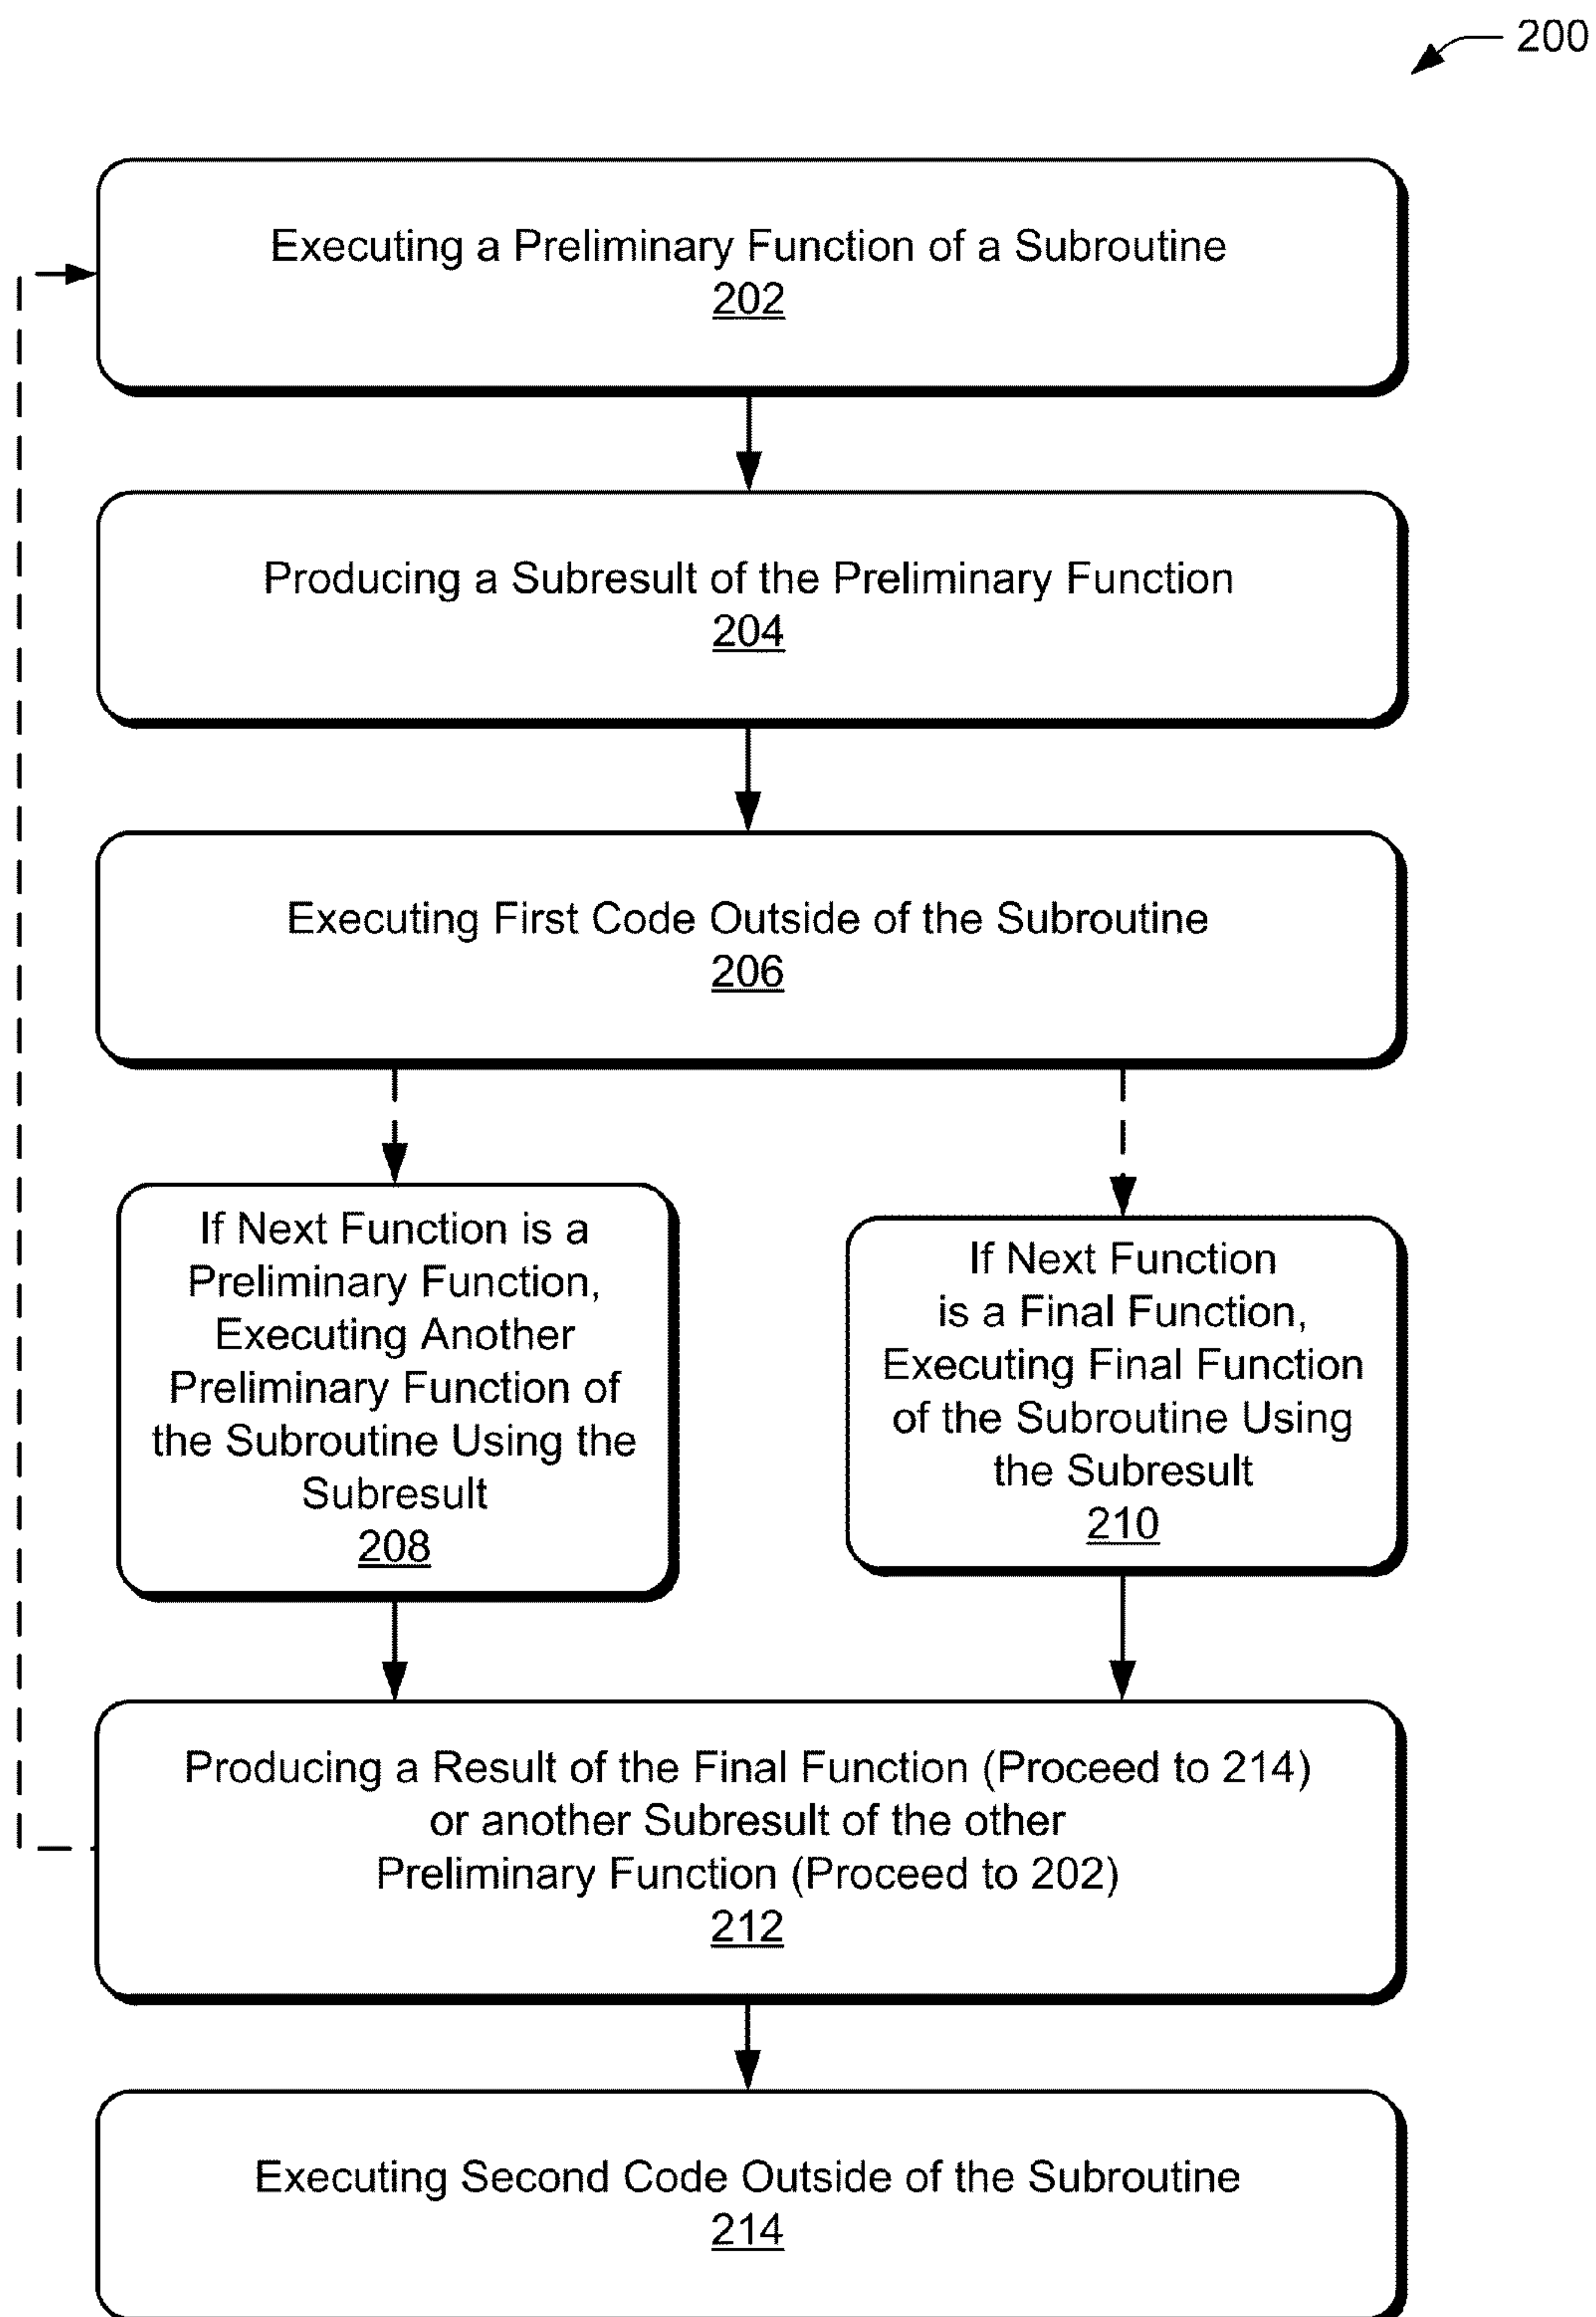 200
Executing a Preliminary Function of a Subroutine
202
Producing a Subresult of the Preliminary Function
204
Executing First Code Outside of the Subroutine
206
If Next Function is a
Preliminary Function,
Executing Another
Preliminary Function of
the Subroutine Using the
Subresult
208
If Next Function
is a Final Function,
Executing Final Function
of the Subroutine Using
the Subresult
210
Producing a Result of the Final Function (Proceed to 214)
or another Subresult of the other
Preliminary Function (Proceed to 202)
212
Executing Second Code Outside of the Subroutine
214